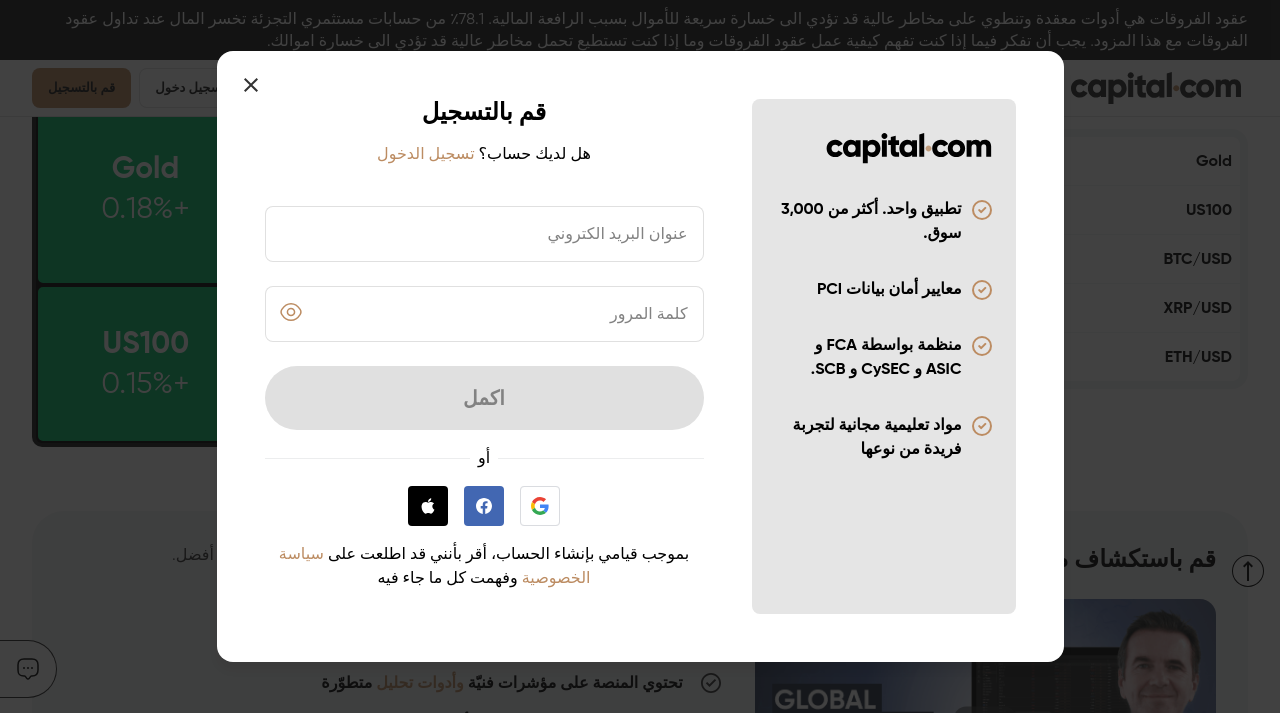 عقود الفروقات هي أدوات معقدة وتنطوي على مخاطر عالية قد تؤدي الى خسارة سريعة للأموال بسبب الرافعة المالية. 78.1٪ من حسابات مستثمري التجزئة تخسر المال عند تداول عقود
الفروقات مع هذا المزود. يجب أن تفكر فيما إذا كنت تفهم كيفية عمل عقود الفروقات وما إذا كنت تستطيع تحمل مخاطر عالية قد تؤدي الى خسارة اموالك.
capital.com
سجيل دخول
قم بالتسجيل
Gold
US100
BTC/USD
XRP/USD
ETH/USD
Gold
+0.18%
US100
+0.15%
capital.com
تطبيق واحد. أكثر من 3,000
سوق.
معايير أمان بيانات PCI
منظمة بواسطة FCA و
ASIC و CySEC و SCB.
مواد تعليمية مجانية لتجربة
فريدة من نوعها
قم بالتسجيل
هل لديك حساب؟ تسجيل الدخول
عنوان البريد الكتروني
كلمة المرور
اكمل
أو
بموجب قيامي بإنشاء الحساب، أقر بأنني قد اطلعت على سياسة
الخصوصية وفهمت كل ما جاء فيه
قم باستكشاف
أفضل.
GLOBAL
تحتوي المنصة على مؤشرات فنيّة وأدوات تحليل متطوّرة